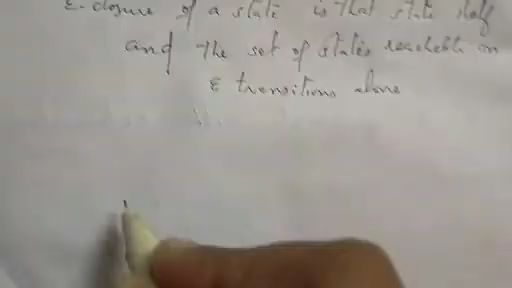 ε-closure of a state is that state itself
and the set of states reachable on
ε transitions alone